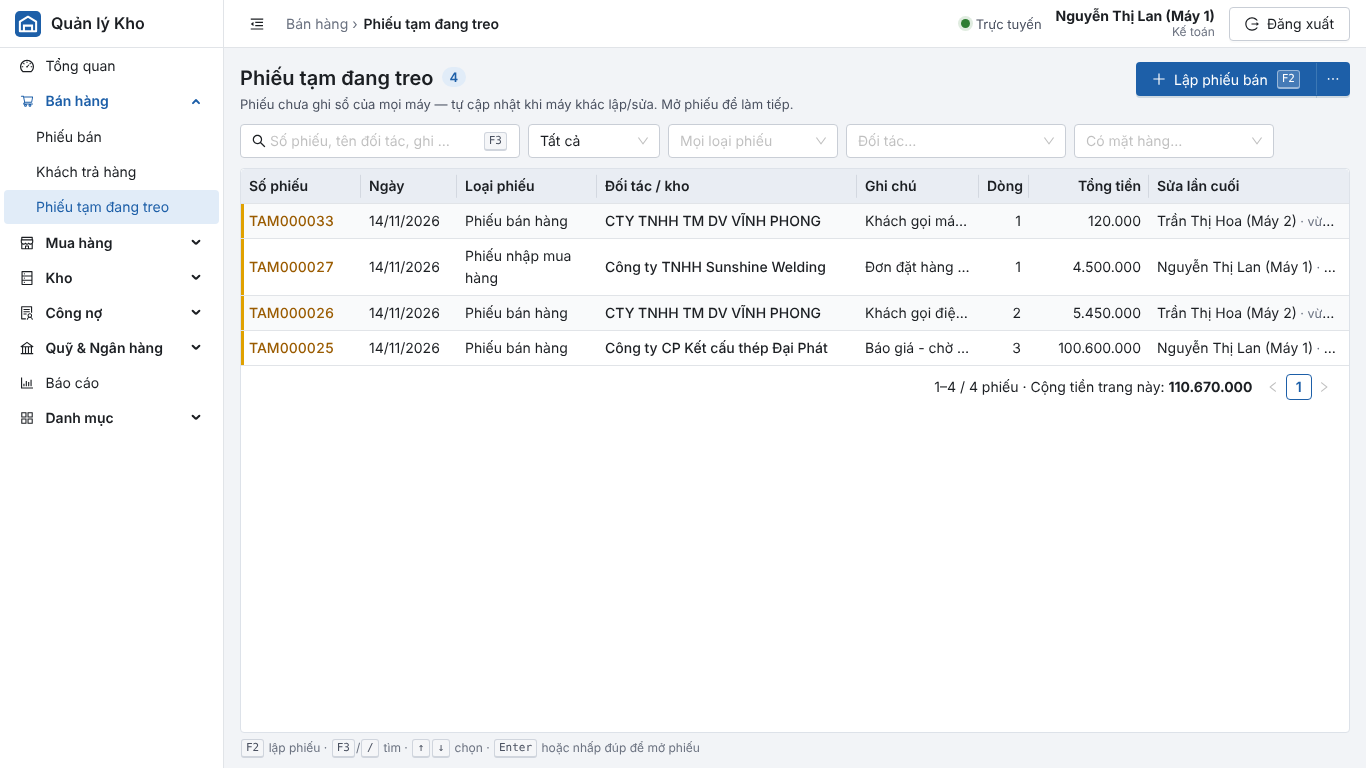 Quản lý Kho
Bán hàng › Phiếu tạm đang treo
Trực tuyến
Nguyễn Thị Lan (Máy 1)
Kế toán
Đăng xuất
Tổng quan
Bán hàng
Phiếu bán
Khách trả hàng
Phiếu tạm đang treo
Mua hàng
Kho
Công nợ
Quỹ & Ngân hàng
Báo cáo
Danh mục
Phiếu tạm đang treo 4
Phiếu chưa ghi sổ của mọi máy — tự cập nhật khi máy khác lập/sửa. Mở phiếu để làm tiếp.
+ Lập phiếu bán F2 ...
Số phiếu, tên đối tác, ghi ... F3 Tất cả Mọi loại phiếu Đối tác... Có mặt hàng...
Số phiếu Ngày Loại phiếu Đối tác / kho Ghi chú Dòng Tổng tiền Sửa lần cuối
TAM000033 14/11/2026 Phiếu bán hàng CTY TNHH TM DV VĨNH PHONG Khách gọi má... 1 120.000 Trần Thị Hoa (Máy 2) · vừ...
TAM000027 14/11/2026 Phiếu nhập mua hàng Công ty TNHH Sunshine Welding Đơn đặt hàng ... 1 4.500.000 Nguyễn Thị Lan (Máy 1) · ...
TAM000026 14/11/2026 Phiếu bán hàng CTY TNHH TM DV VĨNH PHONG Khách gọi điệ... 2 5.450.000 Trần Thị Hoa (Máy 2) · vừ...
TAM000025 14/11/2026 Phiếu bán hàng Công ty CP Kết cấu thép Đại Phát Báo giá - chờ ... 3 100.600.000 Nguyễn Thị Lan (Máy 1) · ...
1–4 / 4 phiếu · Cộng tiền trang này: 110.670.000 < 1 >
F2 lập phiếu · F3 / / tìm · ↑ ↓ chọn · Enter hoặc nhấp đúp để mở phiếu